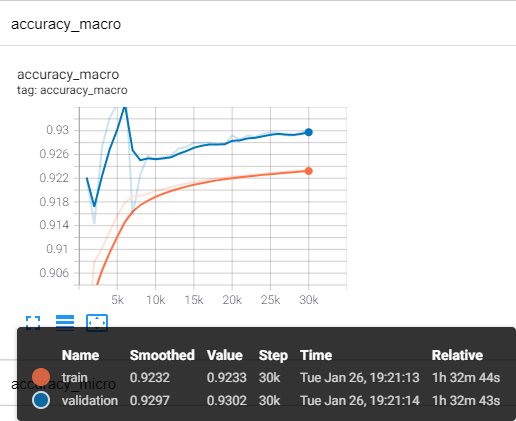 accuracy_macro
accuracy_macro
tag: accuracy_macro
0.93
0.926
0.922
0.918
0.914
0.91
0.906
5k 10k 15k 20k 25k 30k
Name Smoothed Value Step Time Relative
train 0.9232 0.9233 30k Tue Jan 26, 19:21:13 1h 32m 44s
accuracy_micro
validation 0.9297 0.9302 30k Tue Jan 26, 19:21:14 1h 32m 43s